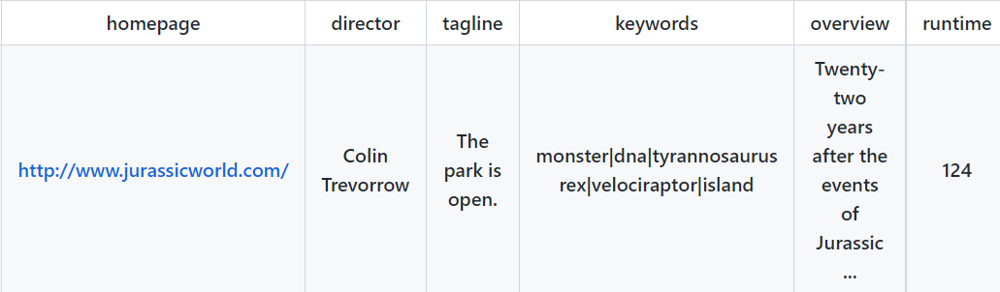 homepage director tagline keywords overview runtime
http://www.jurassicworld.com/
Colin
Trevorrow
The
park is
open.
monster|dna|tyrannosaurus
rex|velociraptor|island
Twenty-
two
years
after the
events
of
Jurassic
...
124